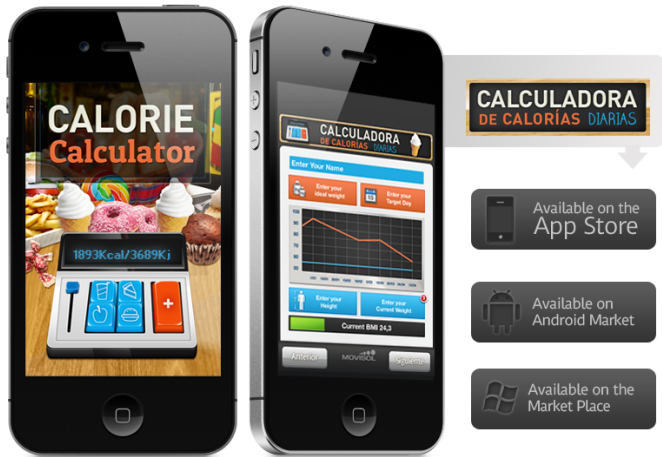 CALORIE
Calculator
1893Kcal/3689Kj
CALCULADORA
DE CALORÍAS DIARIAS
Enter Your Name
Enter your
ideal weight
Enter your
Target Day
Enter your
Height
Enter your
Current Weight
Current BMI 24,3
Anterior
MOVISOL
Siguiente
CALCULADORA
DE CALORÍAS DIARIAS
Available on the
App Store
Available on
Android Market
Available on the
Market Place